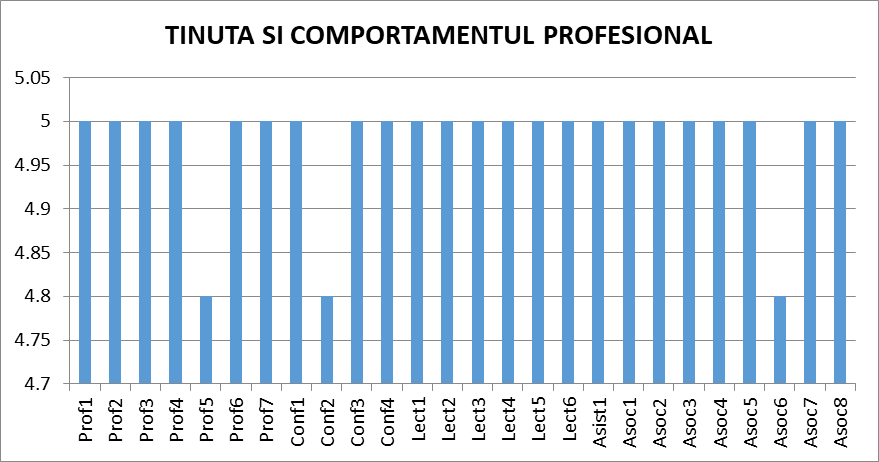 TINUTA SI COMPORTAMENTUL PROFESIONAL
5.05
5
4.95
4.9
4.85
4.8
4.75
4.7
Prof1
Prof2
Prof3
Prof4
Prof5
Prof6
Prof7
Conf1
Conf2
Conf3
Conf4
Lect1
Lect2
Lect3
Lect4
Lect5
Lect6
Asist1
Asoc1
Asoc2
Asoc3
Asoc4
Asoc5
Asoc6
Asoc7
Asoc8